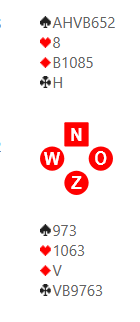 ♠AHVB652
♥8
♦B1085
♣H
N
W O
Z
♠973
♥1063
♦V
♣VB9763